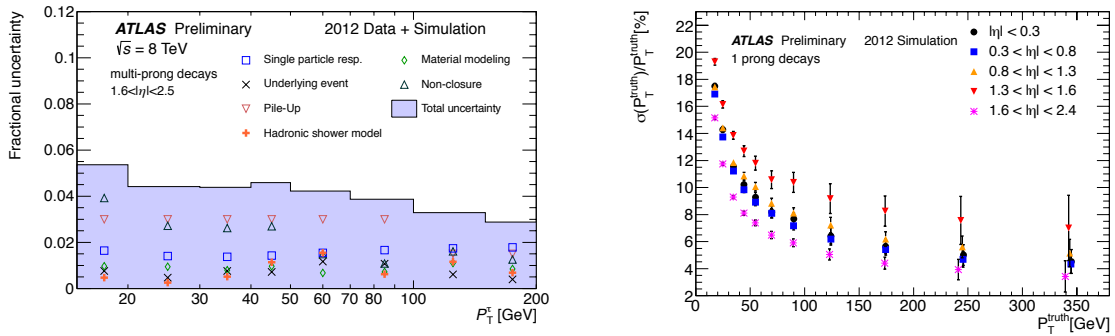 Fractional uncertainty
0.12
0.1
0.08
0.06
0.04
0.02
0
ATLAS Preliminary
2012 Data + Simulation
√s = 8 TeV
multi-prong decays
1.6<|η|<2.5
Single particle resp.
Underlying event
Pile-Up
Hadronic shower model
Material modeling
Non-closure
Total uncertainty
20 30 40 50 60 70 100 200
P_T^τ [GeV]
σ(P_T^truth)/P_T^truth[%]
22
20
18
16
14
12
10
8
6
4
2
ATLAS Preliminary 2012 Simulation
1 prong decays
|η| < 0.3
0.3 < |η| < 0.8
0.8 < |η| < 1.3
1.3 < |η| < 1.6
1.6 < |η| < 2.4
0 50 100 150 200 250 300 350
P_T^truth[GeV]